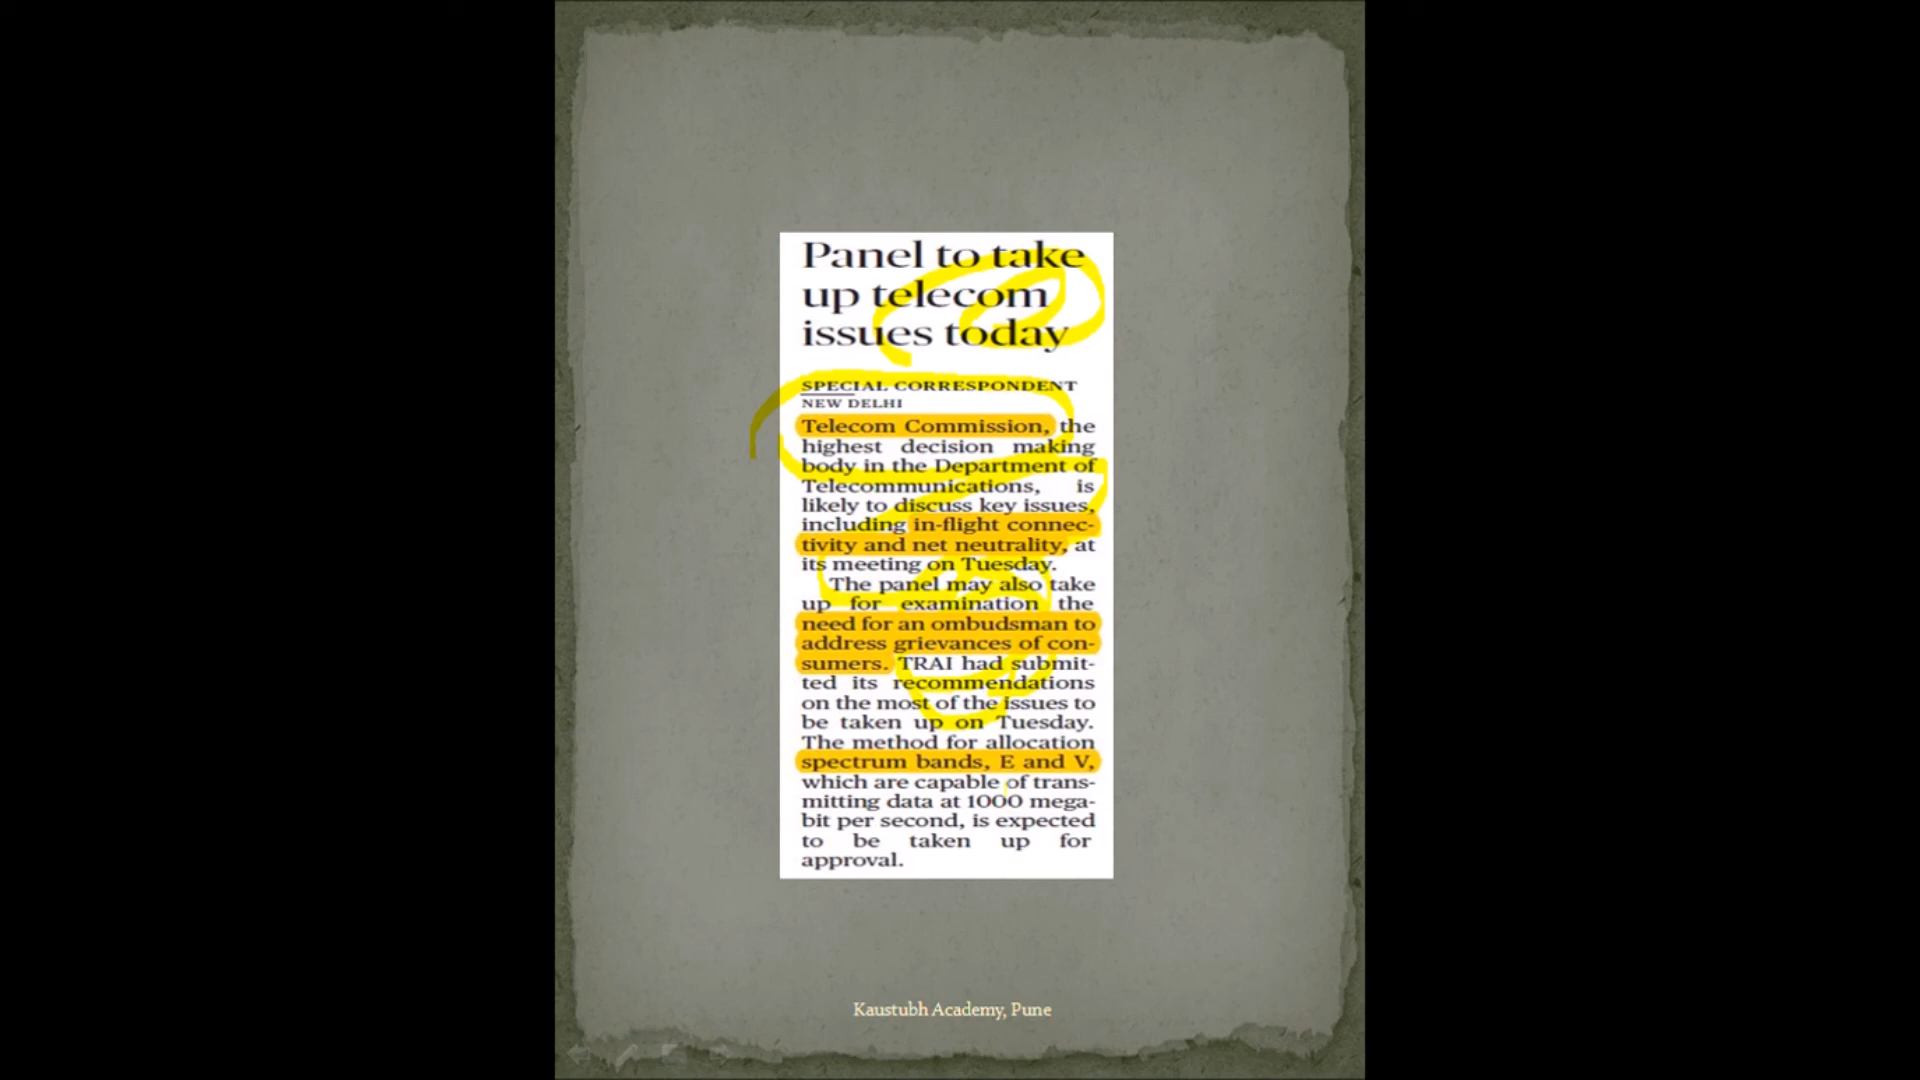 Panel to take
up telecom
issues today
SPECIAL CORRESPONDENT
NEW DELHI
Telecom Commission, the
highest decision making
body in the Department of
Telecommunications, is
likely to discuss key issues,
including in-flight connec-
tivity and net neutrality, at
its meeting on Tuesday.
The panel may also take
up for examination the
need for an ombudsman to
address grievances of con-
sumers. TRAI had submit-
ted its recommendations
on the most of the issues to
be taken up on Tuesday.
The method for allocation
spectrum bands, E and V,
which are capable of trans-
mitting data at 1000 mega-
bit per second, is expected
to be taken up for
approval.
Kaustubh Academy, Pune